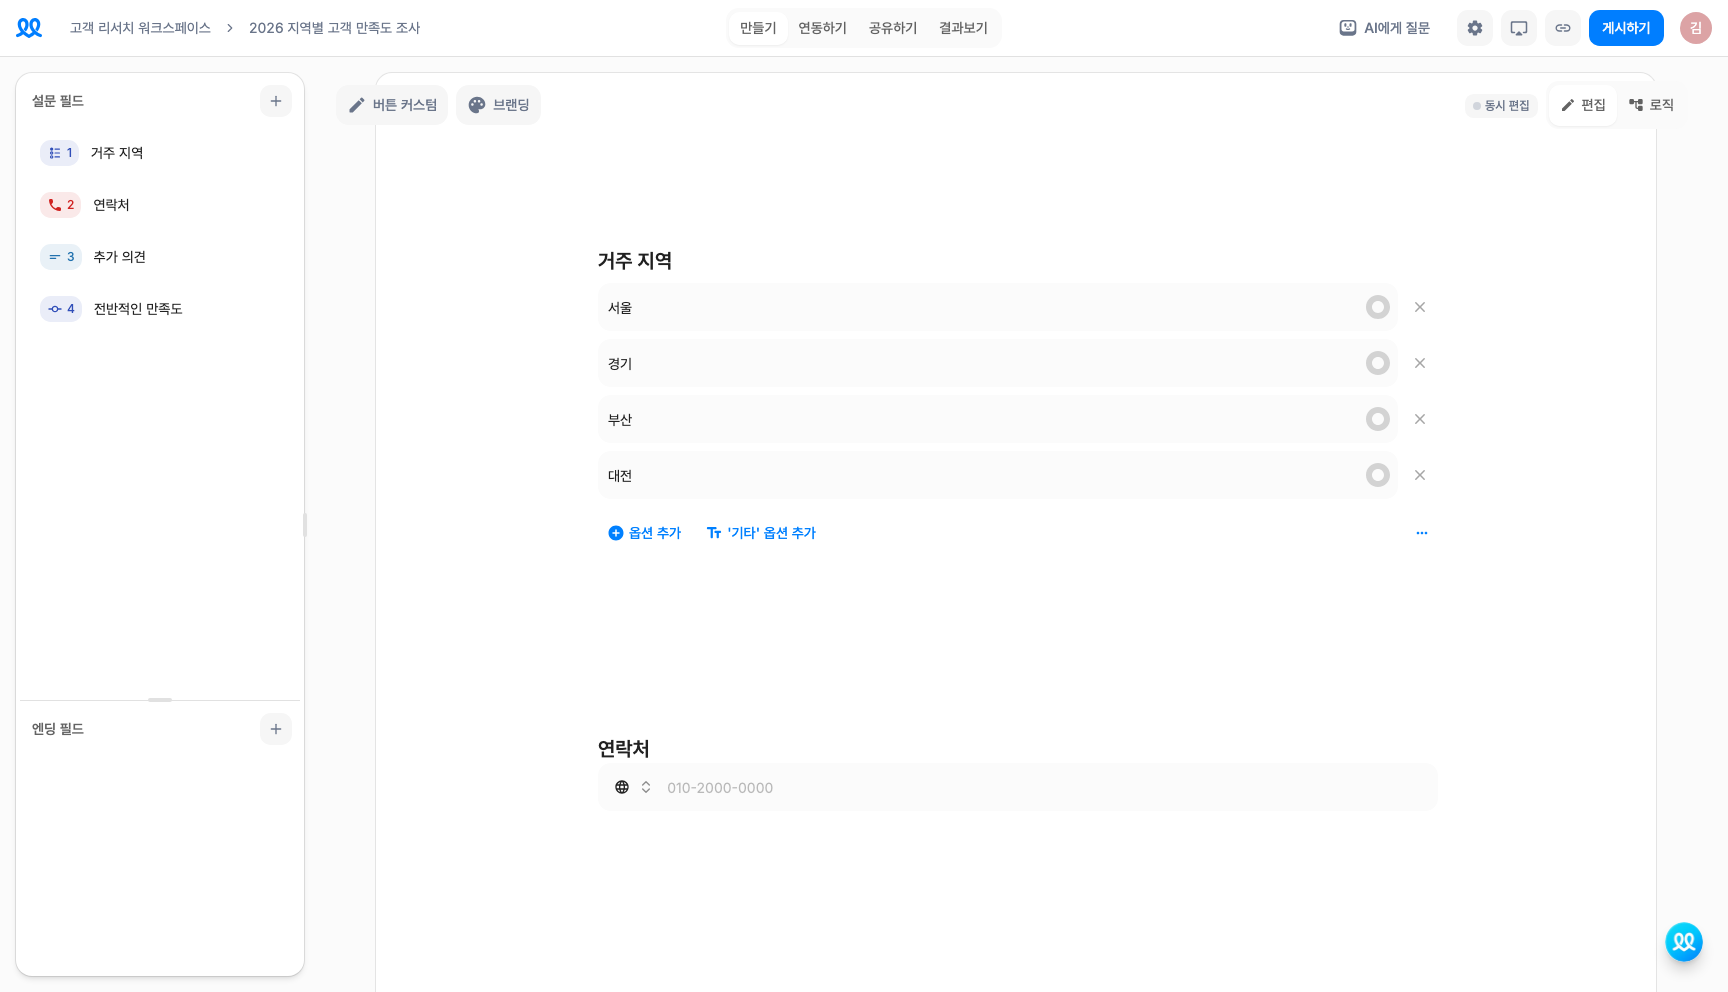 고객 리서치 워크스페이스 > 2026 지역별 고객 만족도 조사
만들기 연동하기 공유하기 결과보기
AI에게 질문
게시하기
김
설문 필드
1 거주 지역
2 연락처
3 추가 의견
4 전반적인 만족도
엔딩 필드
버튼 커스텀 브랜딩
동시 편집 편집 로직
거주 지역
서울
경기
부산
대전
옵션 추가 '기타' 옵션 추가
연락처
010-2000-0000